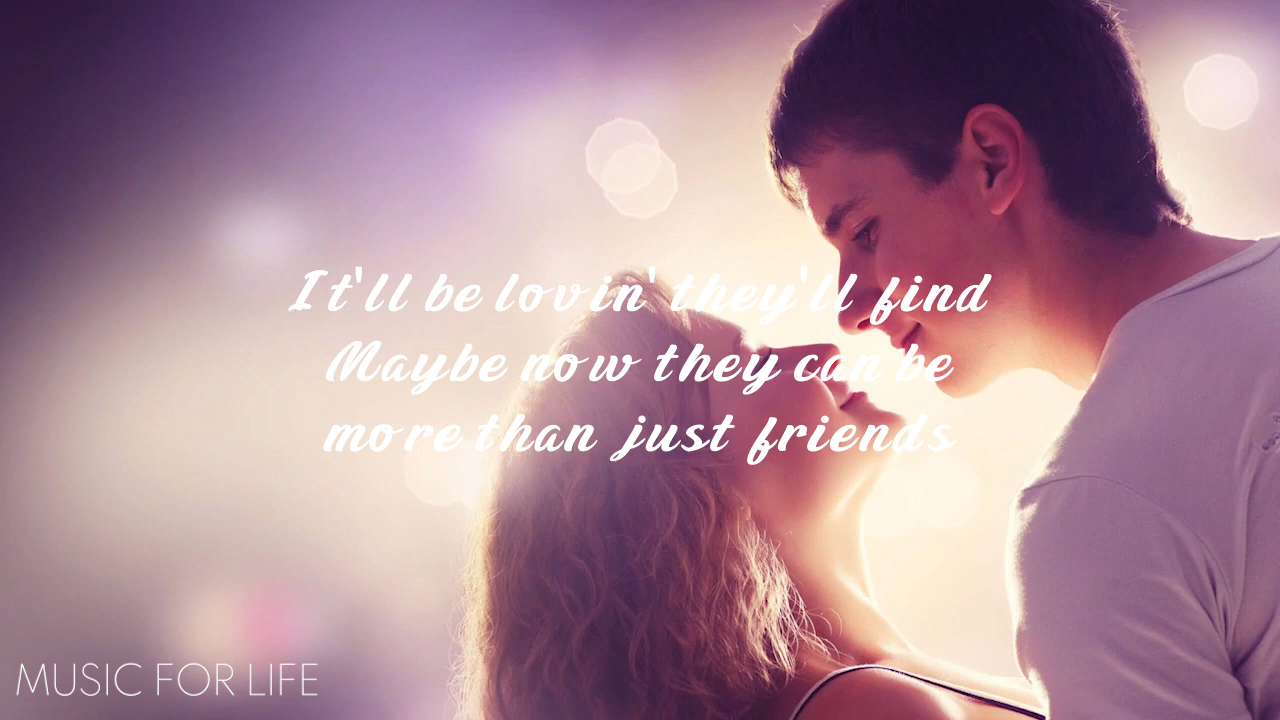 It'll be lovin' they'll find
Maybe now they can be
more than just friends
MUSIC FOR LIFE